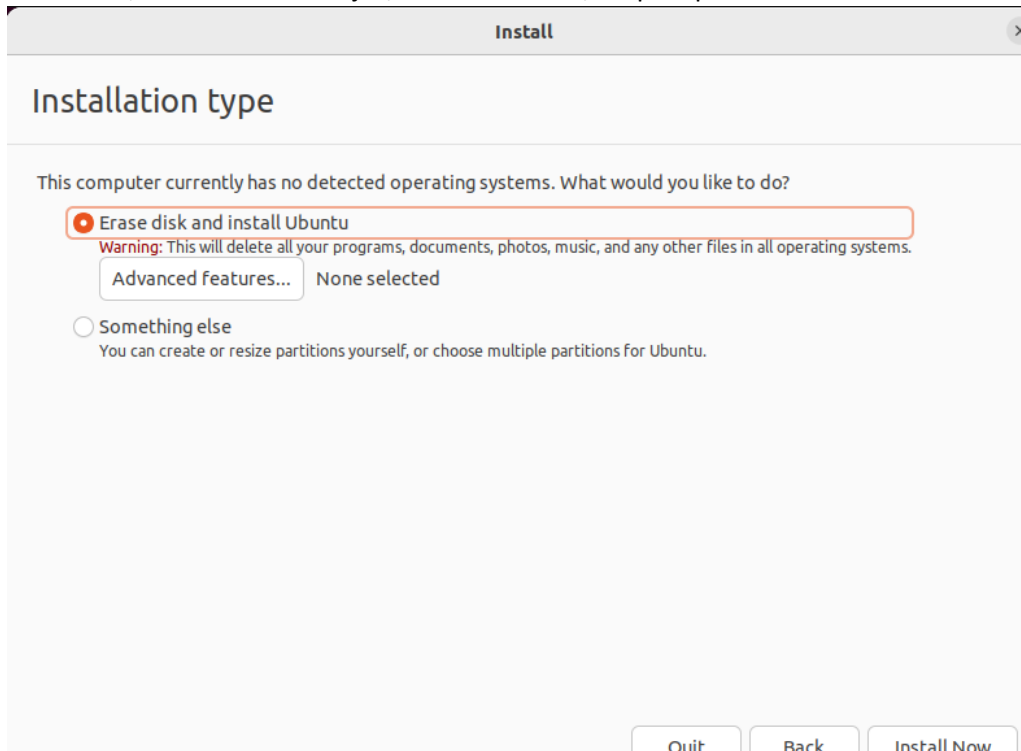 Install
Installation type
This computer currently has no detected operating systems. What would you like to do?
Erase disk and install Ubuntu
Warning: This will delete all your programs, documents, photos, music, and any other files in all operating systems.
Advanced features... None selected
Something else
You can create or resize partitions yourself, or choose multiple partitions for Ubuntu.
Quit Back Install Now